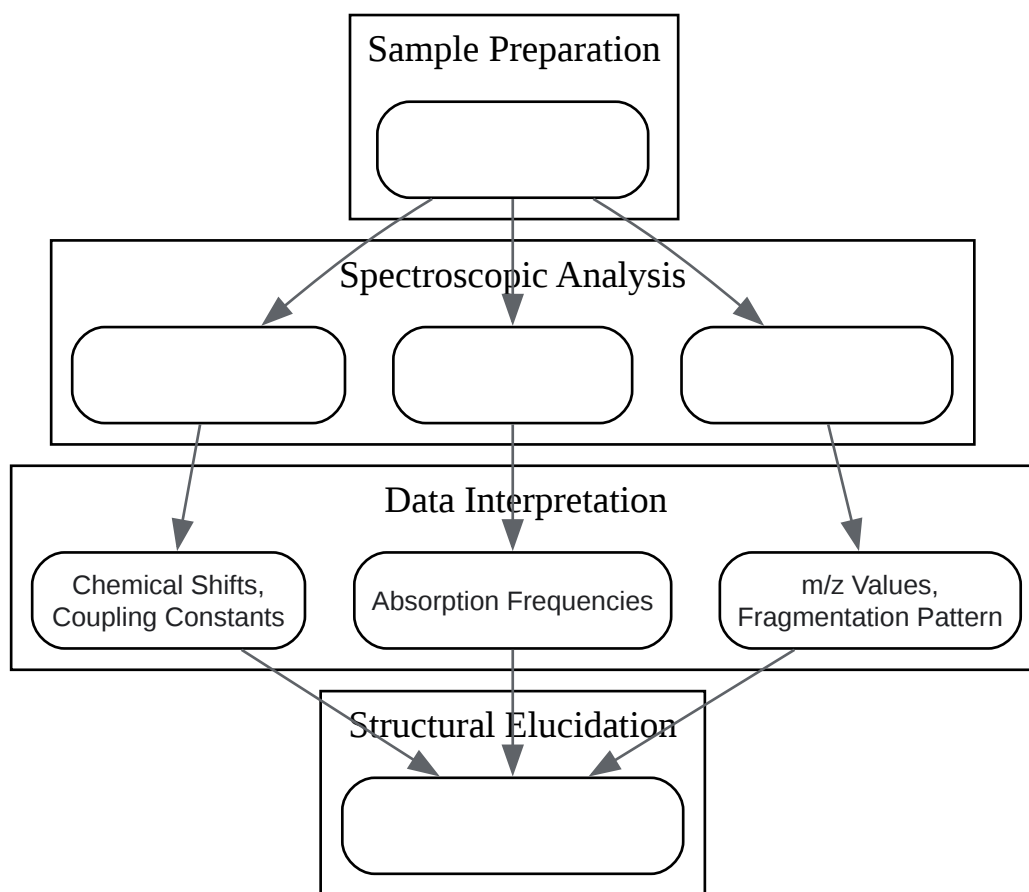 Sample Preparation
Spectroscopic Analysis
Data Interpretation
Chemical Shifts,
Coupling Constants
Absorption Frequencies
m/z Values,
Fragmentation Pattern
Structural Elucidation